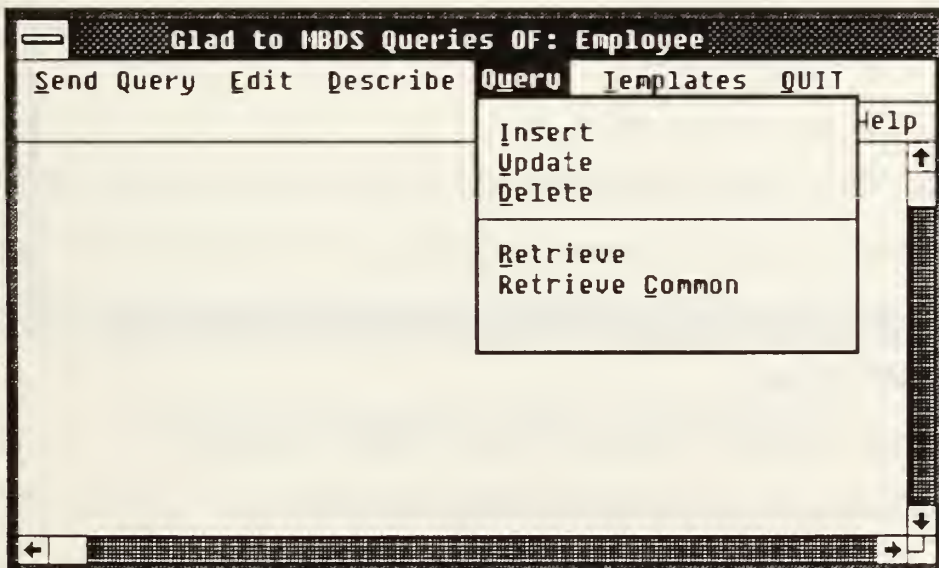 Glad to MBDS Queries OF: Employee
Send Query Edit Describe Query Templates QUIT
Help
Insert
Update
Delete
Retrieve
Retrieve Common